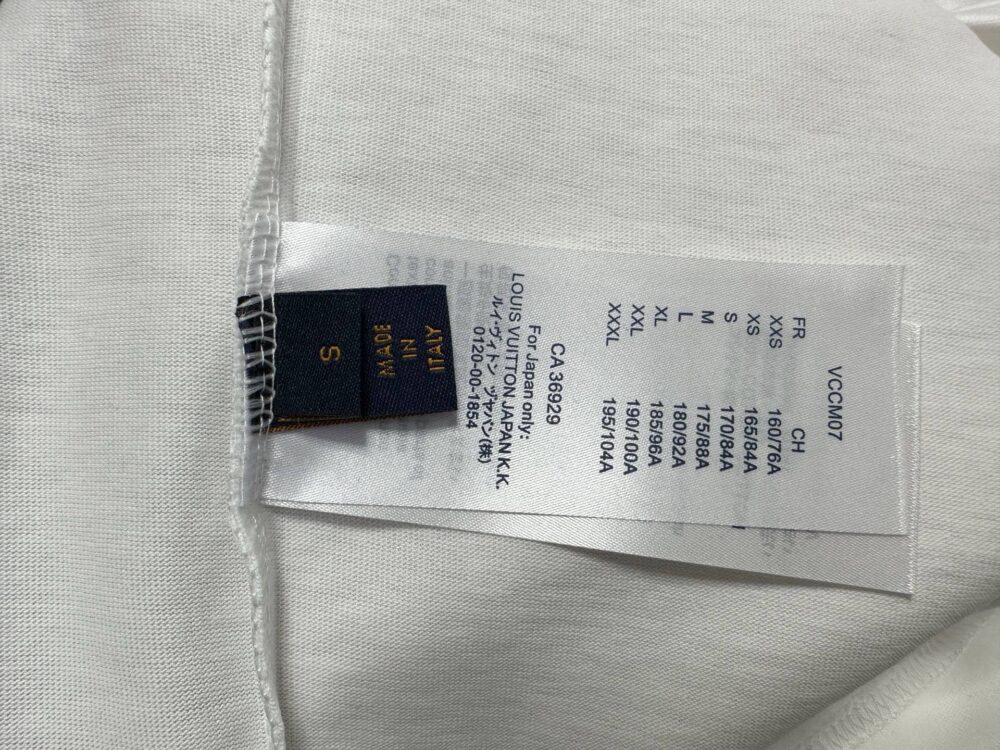 VCCM07
FR CH
XXS 160/76A
XS 165/84A
S 170/84A
M 175/88A
L 180/92A
XL 185/96A
XXL 190/100A
XXXL 195/104A
CA 36929
For Japan only:
LOUIS VUITTON JAPAN K.K.
ルイ・ヴィトン ジャパン(株)
0120-00-1854
S
MADE
IN
ITALY